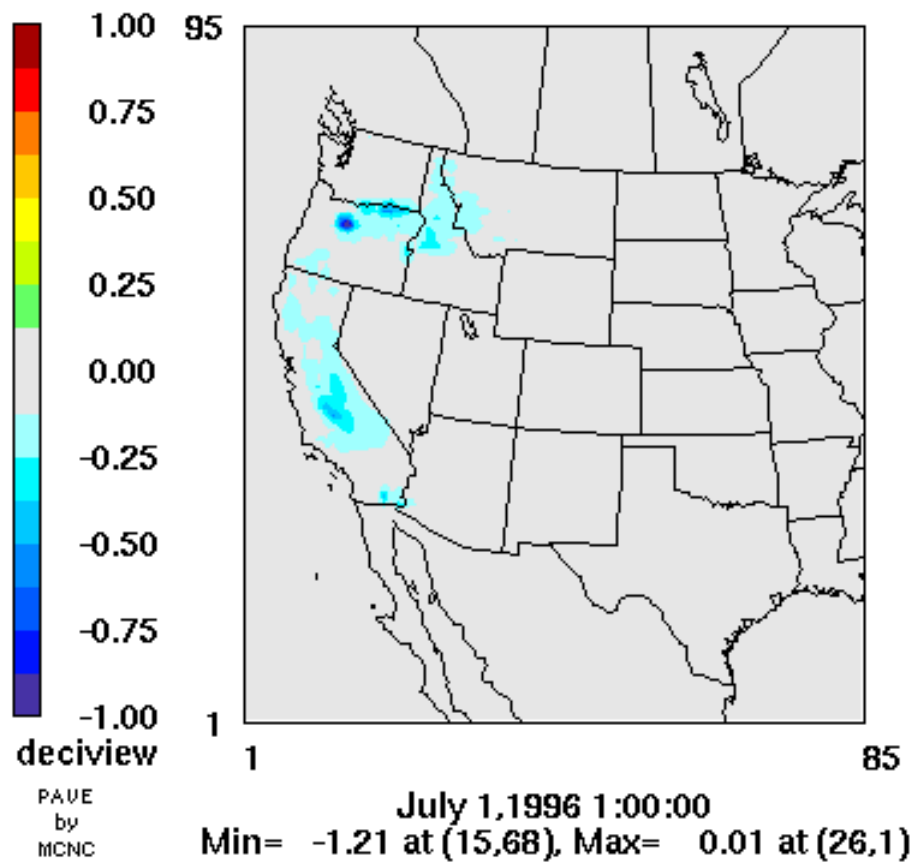 1.00
0.75
0.50
0.25
0.00
-0.25
-0.50
-0.75
-1.00
deciview
PAVE
by
MCNC
95
1
1 85
July 1,1996 1:00:00
Min= -1.21 at (15,68), Max= 0.01 at (26,1)